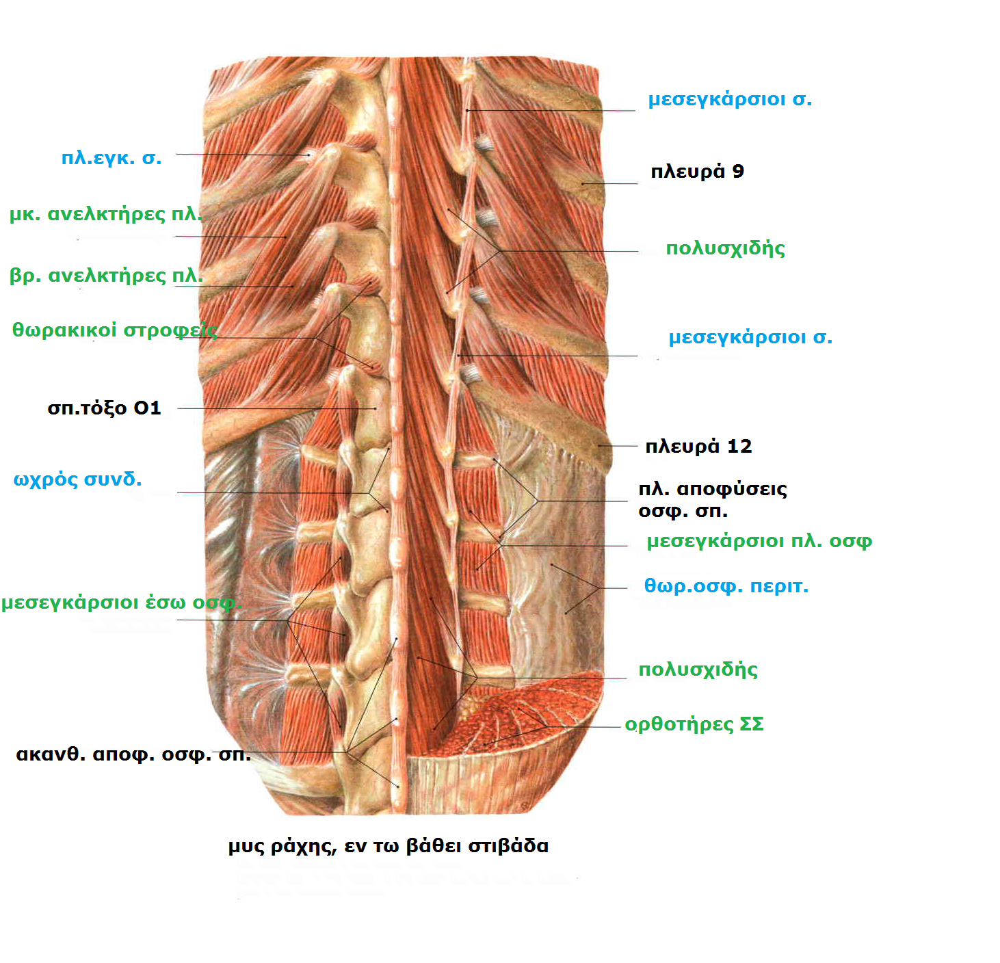 μεσεγκάρσιοι σ.
πλ.εγκ. σ.
πλευρά 9
μκ. ανελκτήρες πλ.
πολυσχιδής
βρ. ανελκτήρες πλ.
θωρακικοί στροφείς
μεσεγκάρσιοι σ.
σπ.τόξο Ο1
πλευρά 12
ωχρός συνδ.
πλ. αποφύσεις
οσφ. σπ.
μεσεγκάρσιοι πλ. οσφ
θωρ.οσφ. περιτ.
μεσεγκάρσιοι έσω οσφ.
πολυσχιδής
ορθοτήρες ΣΣ
ακανθ. αποφ. οσφ. σπ.
μυς ράχης, εν τω βάθει στιβάδα